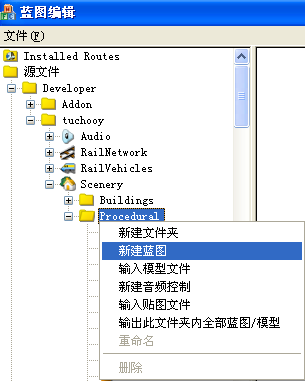 蓝图编辑
文件(F)
Installed Routes
源文件
Developer
Addon
tuchooy
Audio
RailNetwork
RailVehicles
Scenery
Buildings
Procedural
新建文件夹
新建蓝图
输入模型文件
新建音频控制
输入贴图文件
输出此文件夹内全部蓝图/模型
重命名
删除